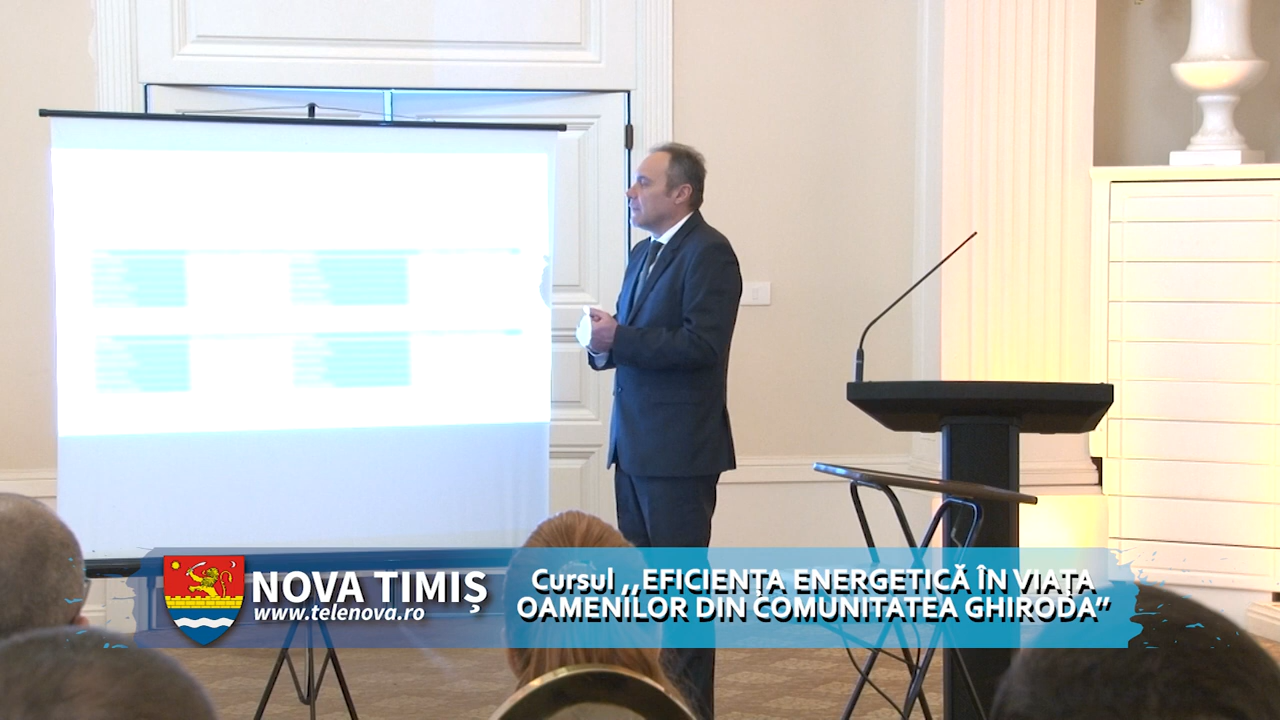 NOVA TIMIȘ
www.telenova.ro
Cursul ,,EFICIENȚA ENERGETICĂ ÎN VIAȚA
OAMENILOR DIN COMUNITATEA GHIRODA”